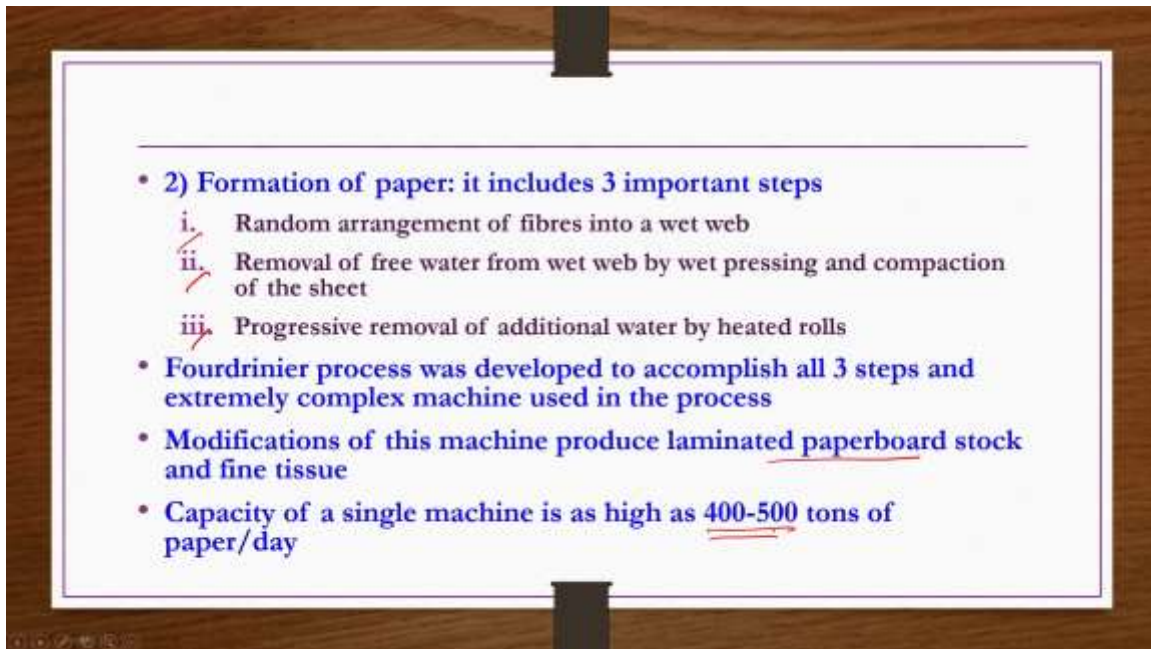 • 2) Formation of paper: it includes 3 important steps
i. Random arrangement of fibres into a wet web
ii. Removal of free water from wet web by wet pressing and compaction
of the sheet
iii. Progressive removal of additional water by heated rolls
• Fourdrinier process was developed to accomplish all 3 steps and
extremely complex machine used in the process
• Modifications of this machine produce laminated paperboard stock
and fine tissue
• Capacity of a single machine is as high as 400-500 tons of
paper/day